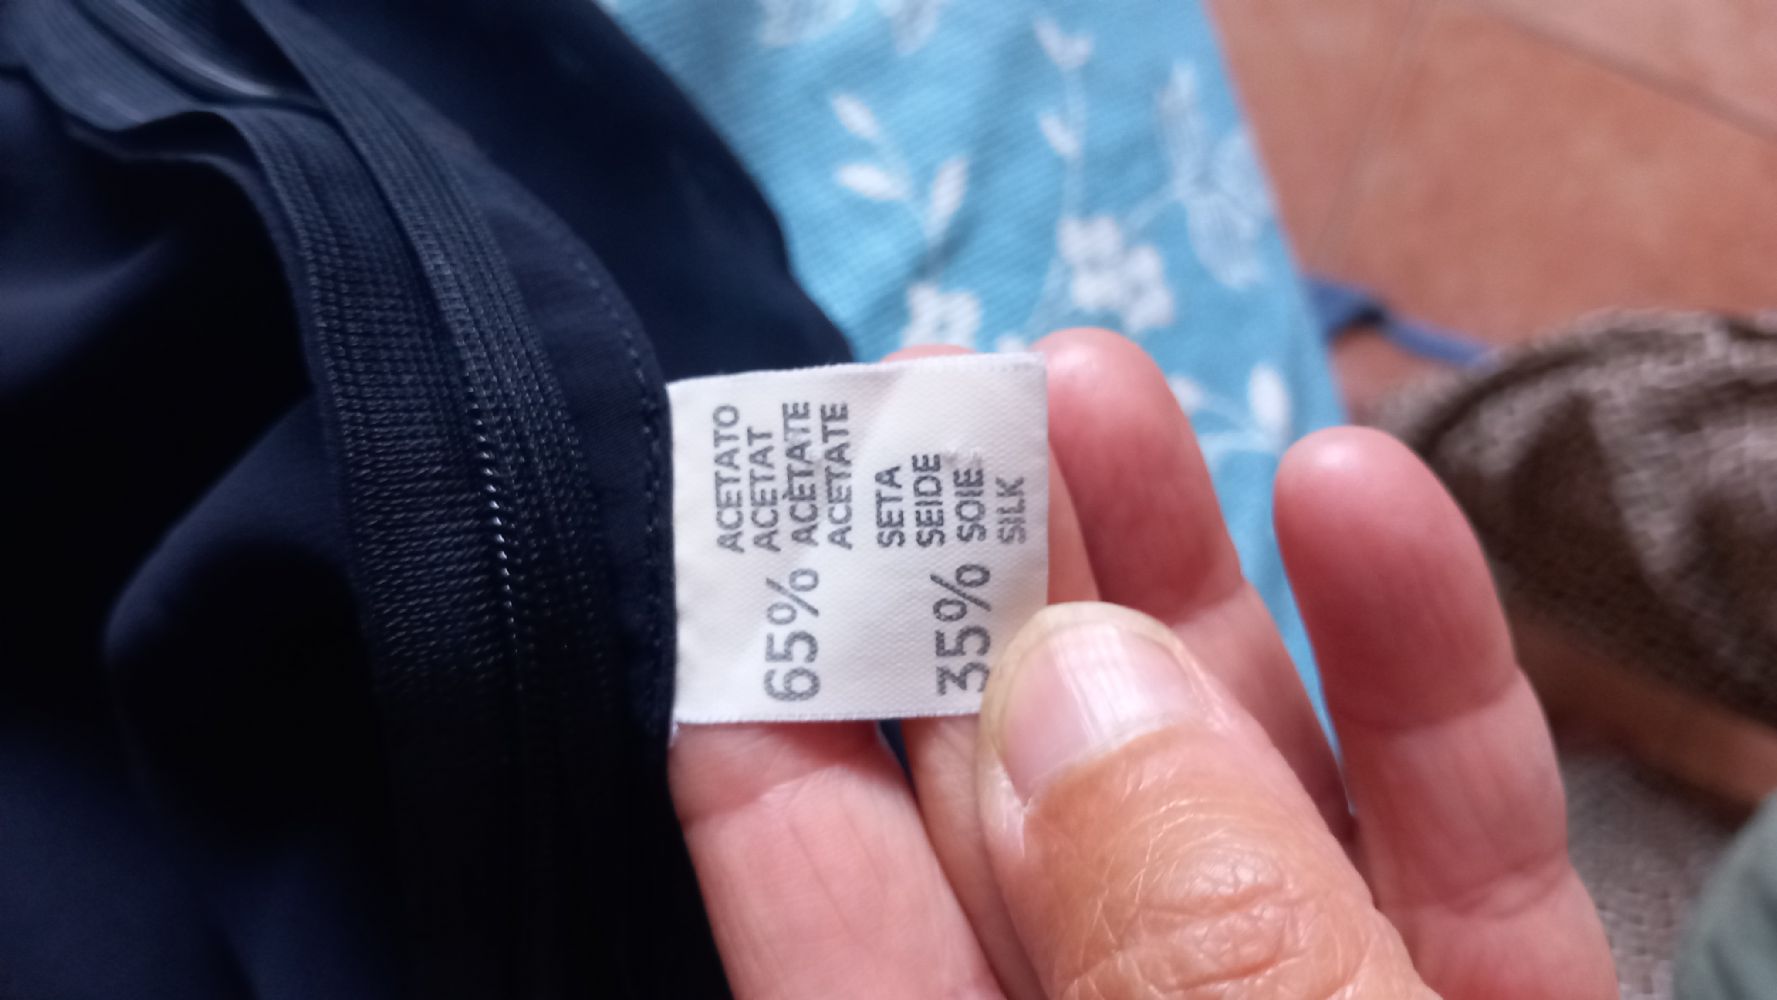 ACETATO
ACETAT
65% ACÈTATE
ACETATE
SETA
SEIDE
35% SOIE
SILK